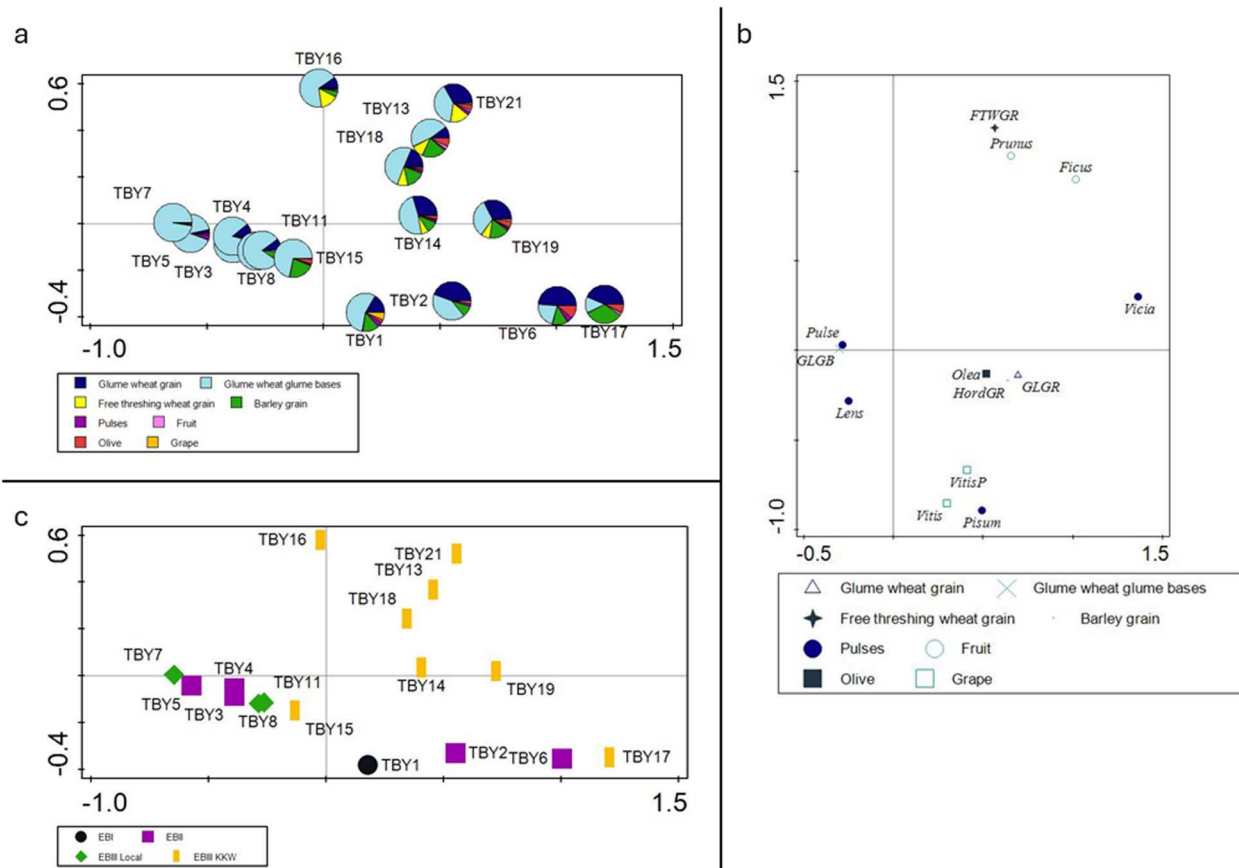 a
TBY16
0.6
TBY13
TBY21
TBY18
TBY7
TBY4
TBY11
TBY14
TBY19
TBY5
TBY3
TBY8
TBY15
TBY2
TBY6
TBY17
TBY1
-0.4
-1.0
1.5
Glume wheat grain
Glume wheat glume bases
Free threshing wheat grain
Barley grain
Pulses
Fruit
Olive
Grape
b
1.5
FTWGR
Prunus
Ficus
Vicia
Pulse
GLGB
Olea
GLGR
HordGR
Lens
VitisP
Vitis
Pisum
-1.0
-0.5
1.5
Glume wheat grain
Glume wheat glume bases
Free threshing wheat grain
Barley grain
Pulses
Fruit
Olive
Grape
c
0.6
TBY16
TBY21
TBY13
TBY18
TBY7
TBY4
TBY11
TBY14
TBY19
TBY5
TBY3
TBY8
TBY15
TBY1
TBY2
TBY6
TBY17
-0.4
-1.0
1.5
EBI
EBII
EBIII Local
EBIII KKW